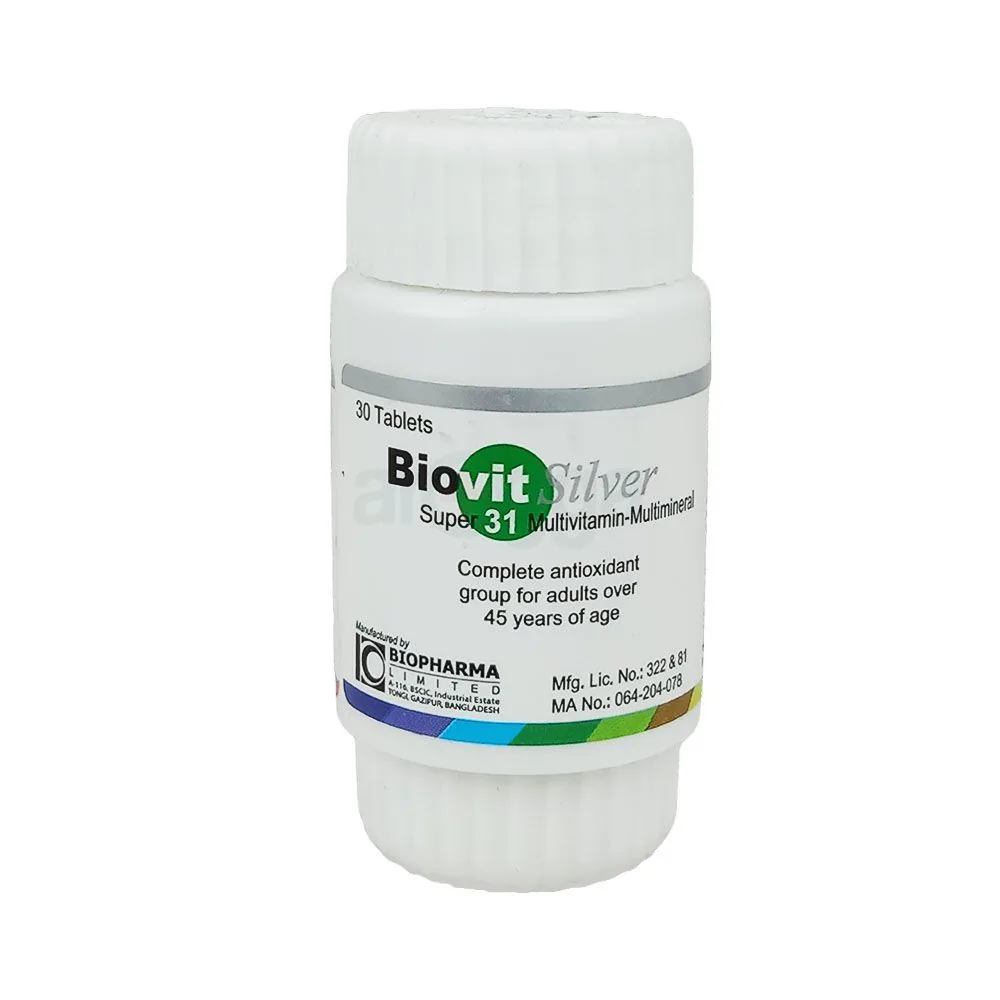 30 Tablets
Biovit Silver
Super 31 Multivitamin-Multimineral
Complete antioxidant
group for adults over
45 years of age
Manufactured by
BIOPHARMA
LIMITED
A-116, BSCIC, Industrial Estate
TONGI, GAZIPUR, BANGLADESH
Mfg. Lic. No.: 322 & 81
MA No.: 064-204-078